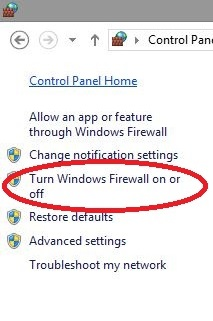 Control Pane
Control Panel Home
Allow an app or feature
through Windows Firewall
Change notification settings
Turn Windows Firewall on or
off
Restore defaults
Advanced settings
Troubleshoot my network